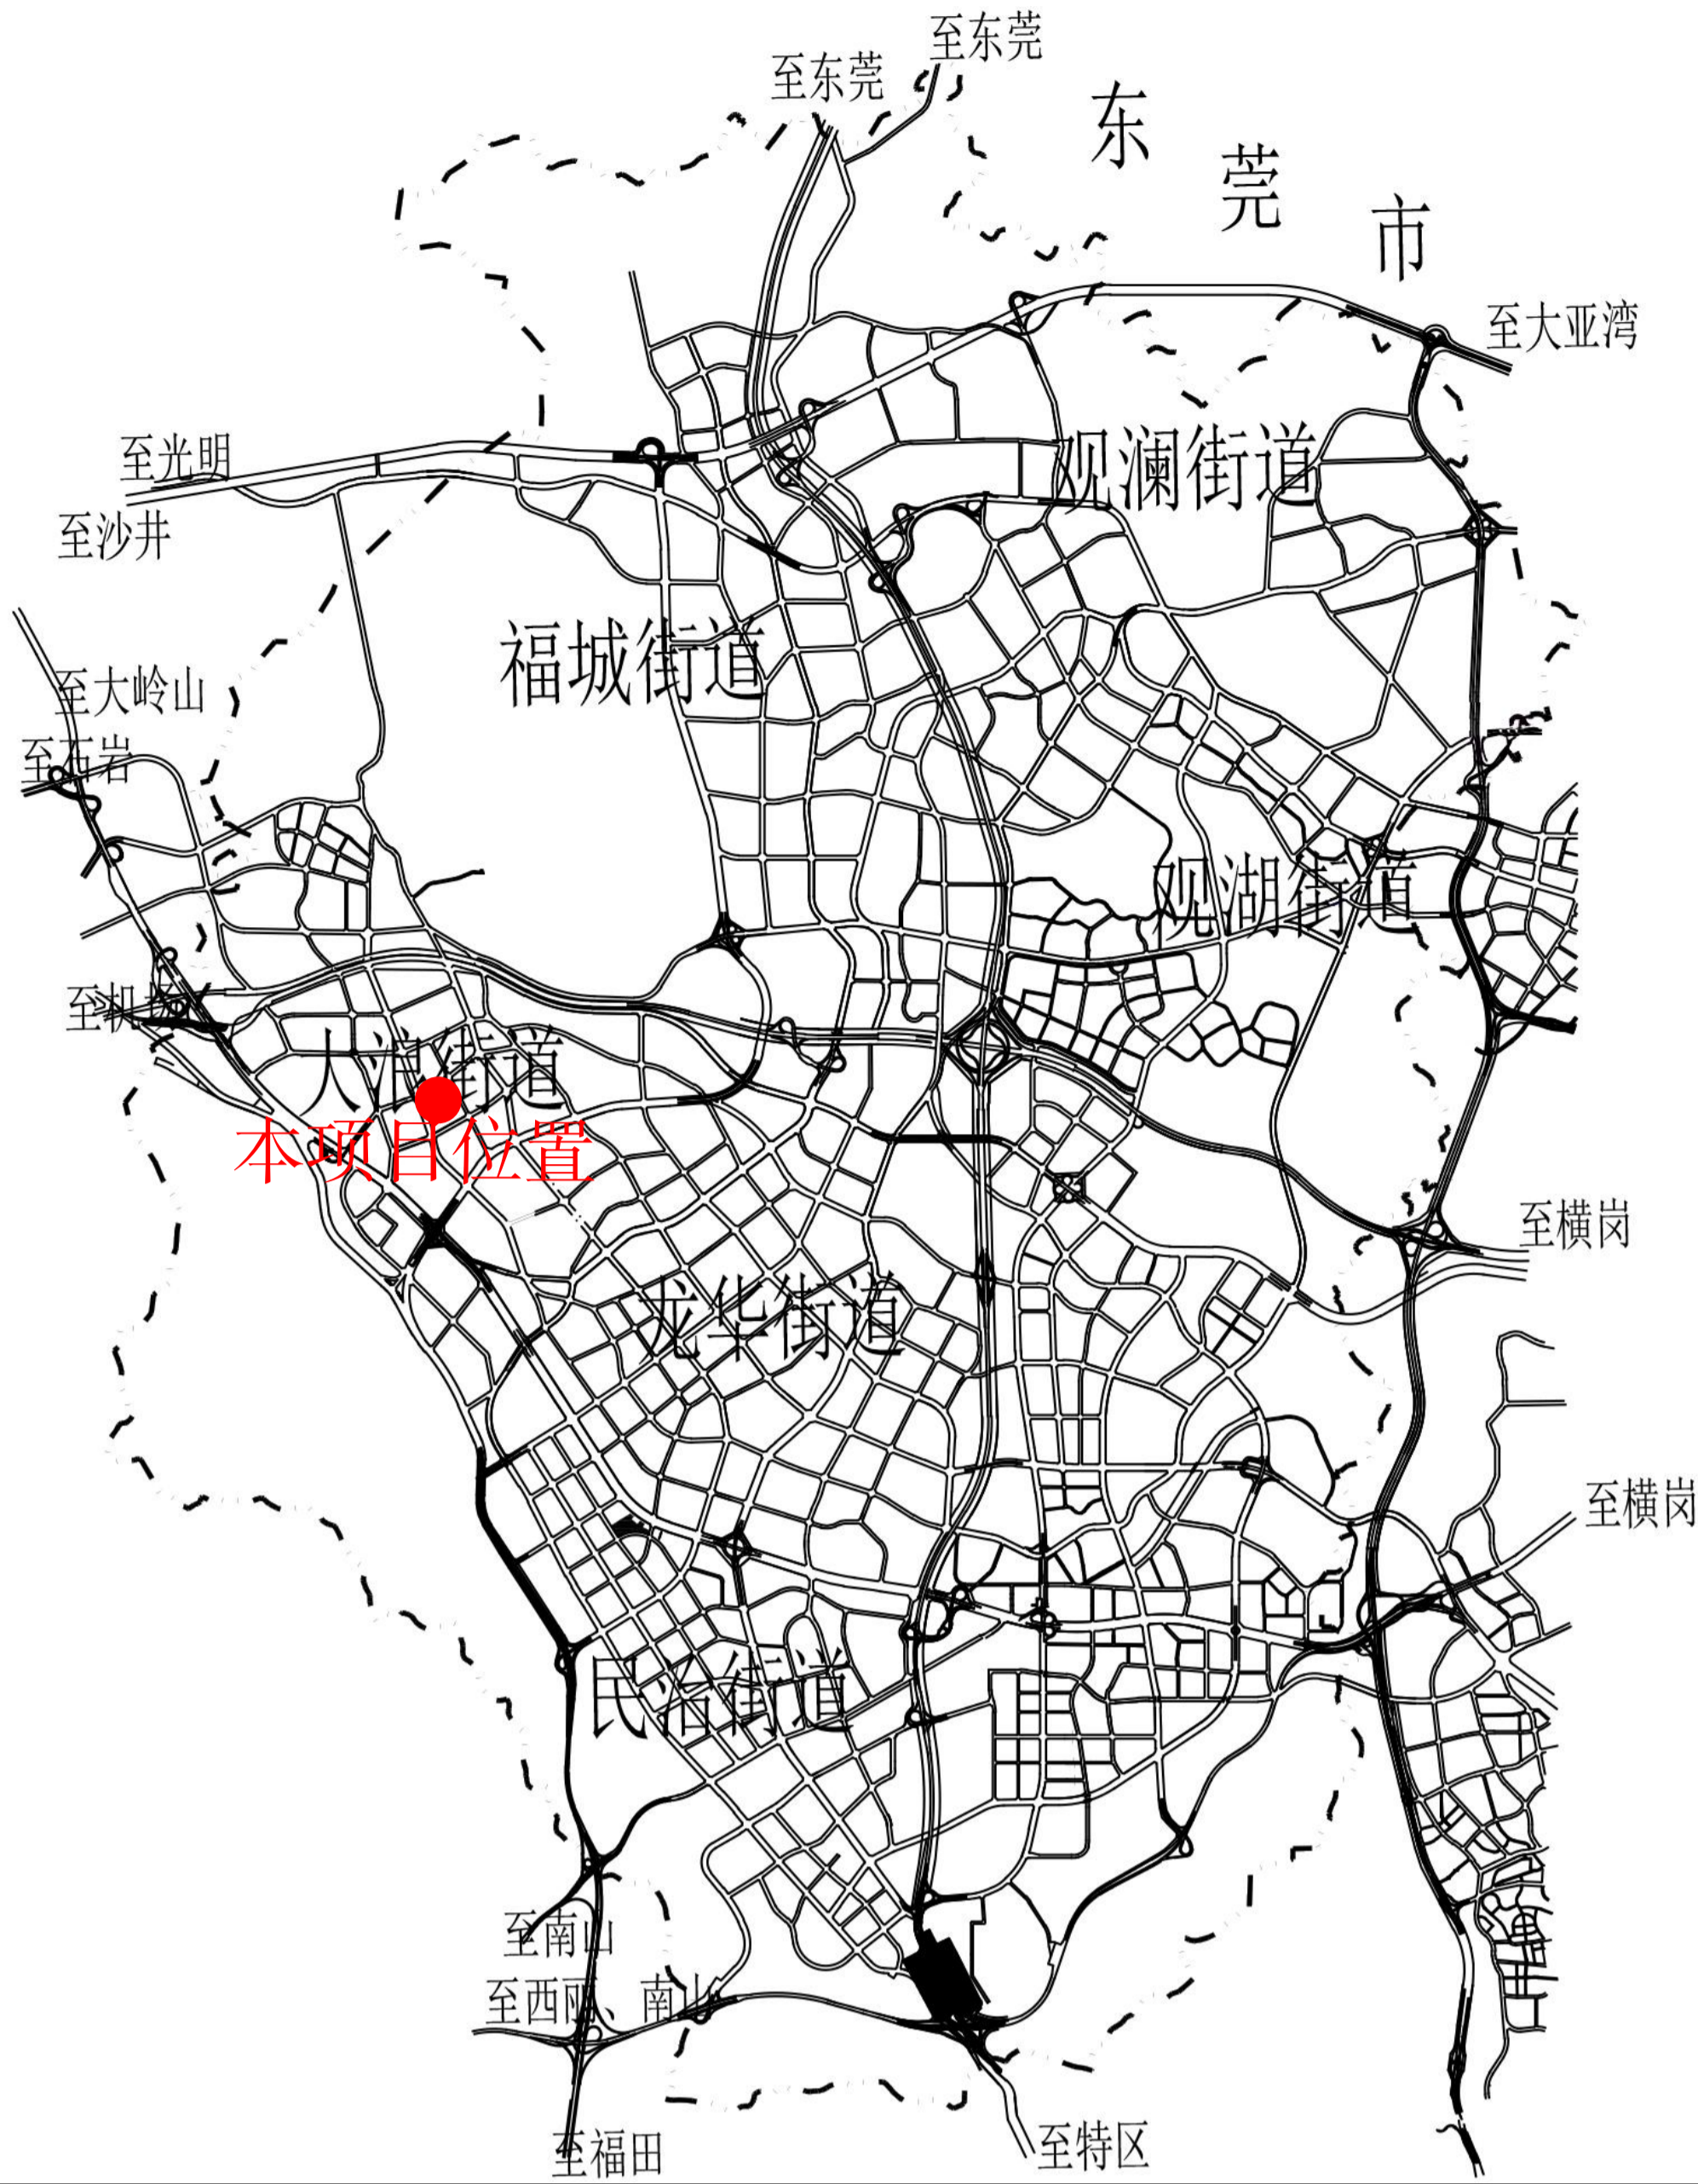 至东莞
至东莞
东莞市
至大亚湾
至光明
观澜街道
至沙井
福城街道
至大岭山
至石岩
观湖街道
至机场
大浪街道
本项目位置
至横岗
龙华街道
至横岗
民治街道
至南山
至西丽、南山
至福田
至特区